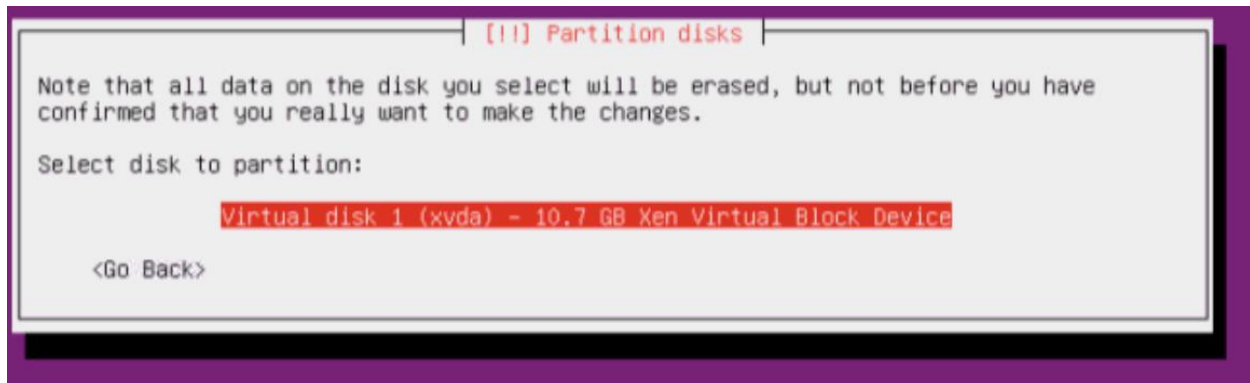 [!!] Partition disks
Note that all data on the disk you select will be erased, but not before you have
confirmed that you really want to make the changes.
Select disk to partition:
Virtual disk 1 (xvda) - 10.7 GB Xen Virtual Block Device
<Go Back>